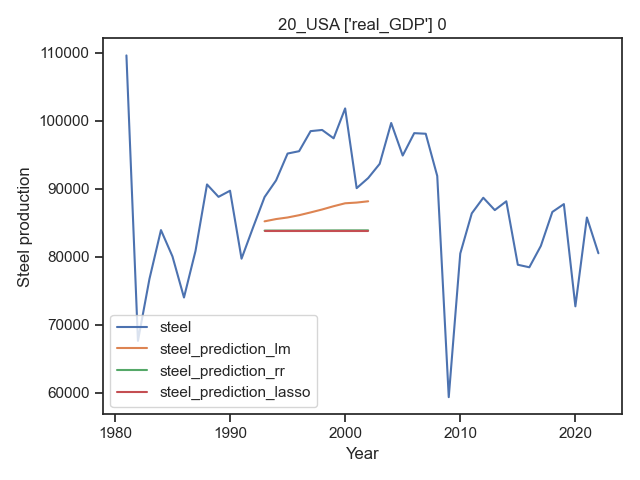 20_USA ['real_GDP'] 0
110000
100000
90000
80000
70000
60000
Steel production
steel
steel_prediction_lm
steel_prediction_rr
steel_prediction_lasso
1980 1990 2000 2010 2020
Year